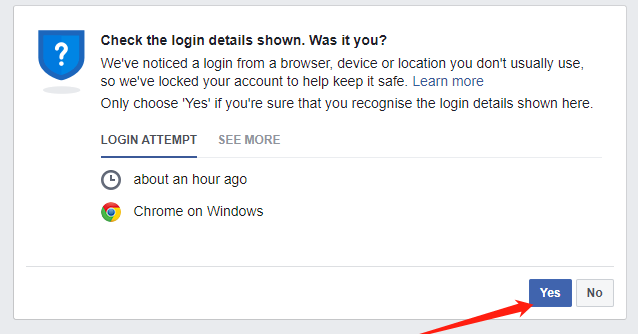 Check the login details shown. Was it you?
We've noticed a login from a browser, device or location you don't usually use,
so we've locked your account to help keep it safe. Learn more
Only choose 'Yes' if you're sure that you recognise the login details shown here.
LOGIN ATTEMPT SEE MORE
about an hour ago
Chrome on Windows
Yes No